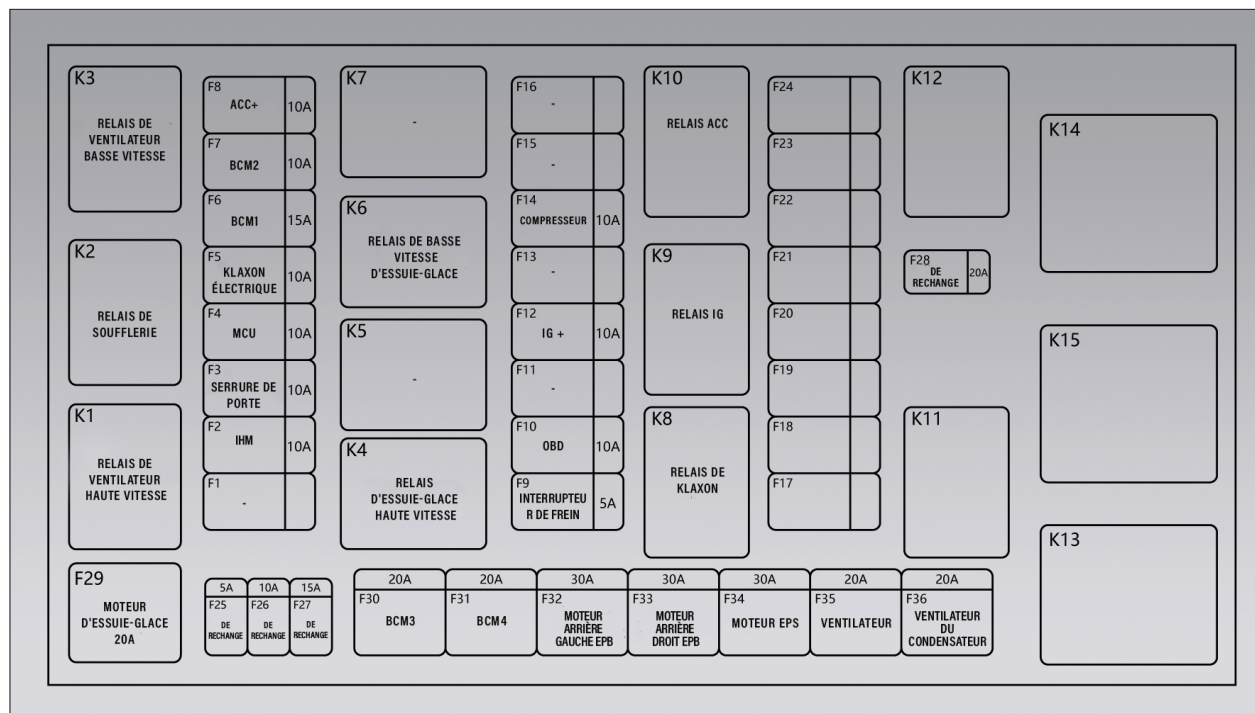 K3
RELAIS DE
VENTILATEUR
BASSE VITESSE
K2
RELAIS DE
SOUFFLERIE
K1
RELAIS DE
VENTILATEUR
HAUTE VITESSE
F29
MOTEUR
D'ESSUIE-GLACE
20A
F8
ACC+
10A
F7
BCM2
10A
F6
BCM1
15A
F5
KLAXON
ÉLECTRIQUE
10A
F4
MCU
10A
F3
SERRURE DE
PORTE
10A
F2
IHM
10A
F1
-
5A
F25
DE
RECHANGE
10A
F26
DE
RECHANGE
15A
F27
DE
RECHANGE
K7
-
K6
RELAIS DE BASSE
VITESSE
D'ESSUIE-GLACE
K5
-
K4
RELAIS
D'ESSUIE-GLACE
HAUTE VITESSE
F16
-
F15
-
F14
COMPRESSEUR
10A
F13
-
F12
IG +
10A
F11
-
F10
OBD
10A
F9
INTERRUPTEU
R DE FREIN
5A
K10
RELAIS ACC
K9
RELAIS IG
K8
RELAIS DE
KLAXON
F24
F23
F22
F21
F20
F19
F18
F17
K12
F28
DE
RECHANGE
20A
K11
K14
K15
K13
20A
F30
BCM3
20A
F31
BCM4
30A
F32
MOTEUR
ARRIÈRE
GAUCHE EPB
30A
F33
MOTEUR
ARRIÈRE
DROIT EPB
30A
F34
MOTEUR EPS
20A
F35
VENTILATEUR
20A
F36
VENTILATEUR
DU
CONDENSATEUR